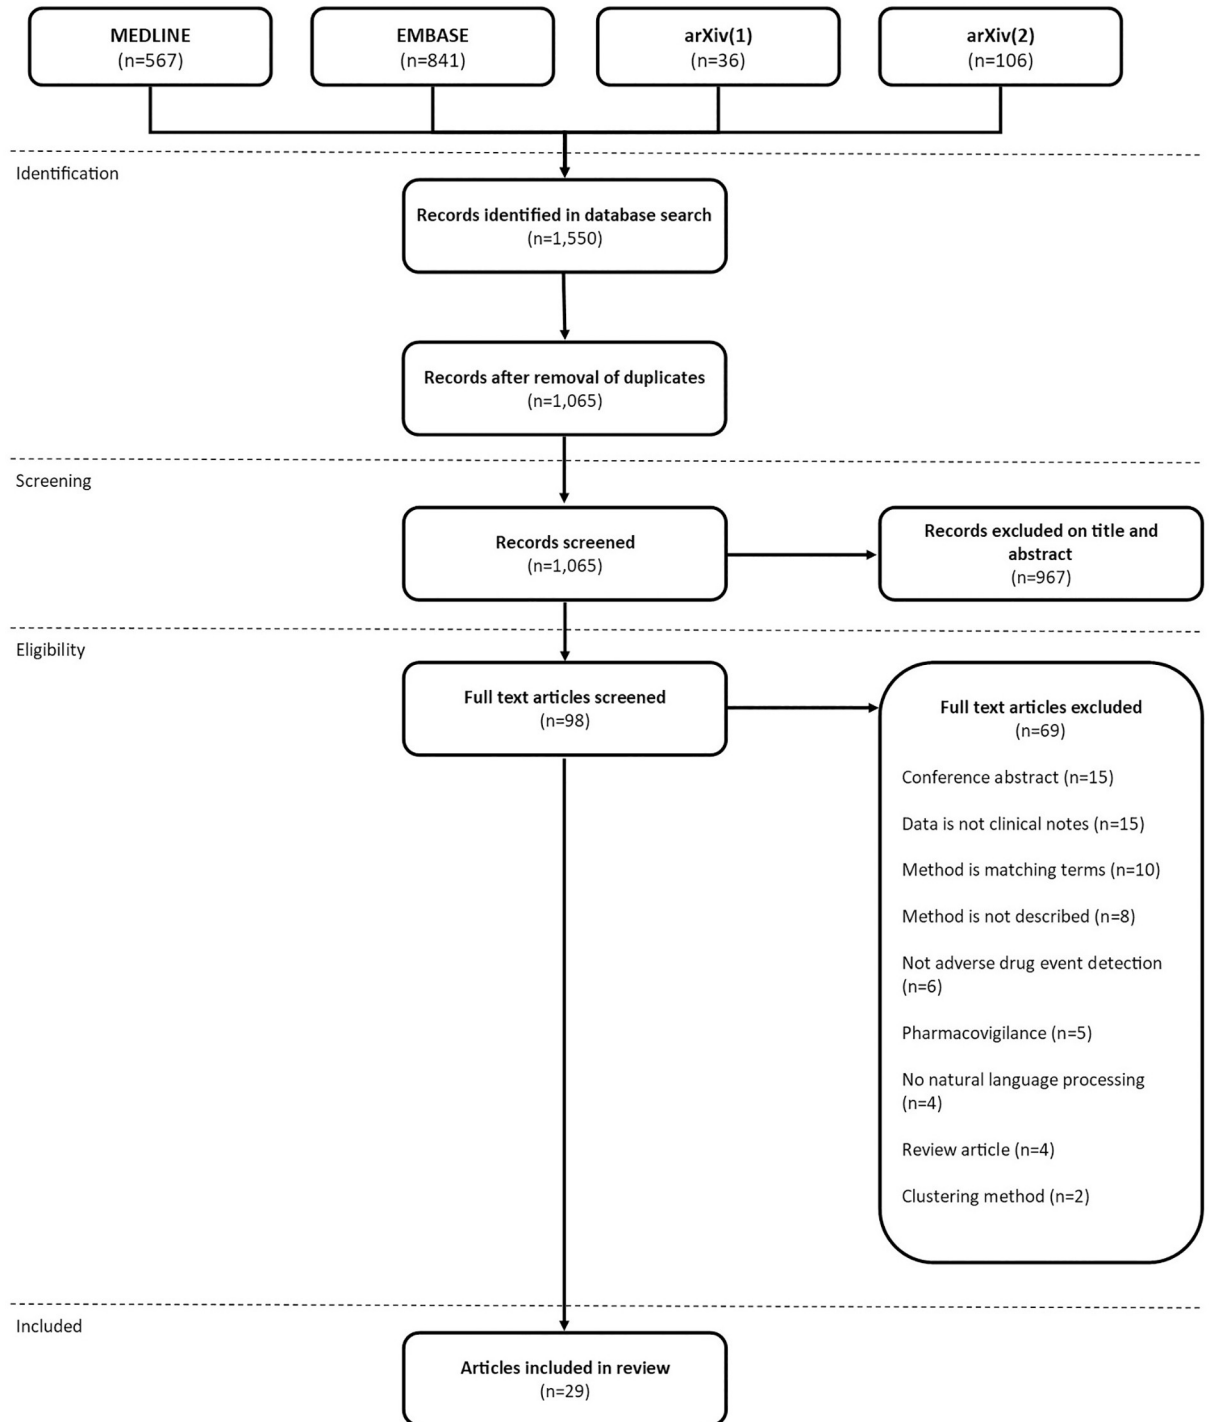 MEDLINE
(n=567)
EMBASE
(n=841)
arXiv(1)
(n=36)
arXiv(2)
(n=106)
Identification
Records identified in database search
(n=1,550)
Records after removal of duplicates
(n=1,065)
Screening
Records screened
(n=1,065)
Records excluded on title and
abstract
(n=967)
Eligibility
Full text articles screened
(n=98)
Full text articles excluded
(n=69)
Conference abstract (n=15)
Data is not clinical notes (n=15)
Method is matching terms (n=10)
Method is not described (n=8)
Not adverse drug event detection
(n=6)
Pharmacovigilance (n=5)
No natural language processing
(n=4)
Review article (n=4)
Clustering method (n=2)
Included
Articles included in review
(n=29)